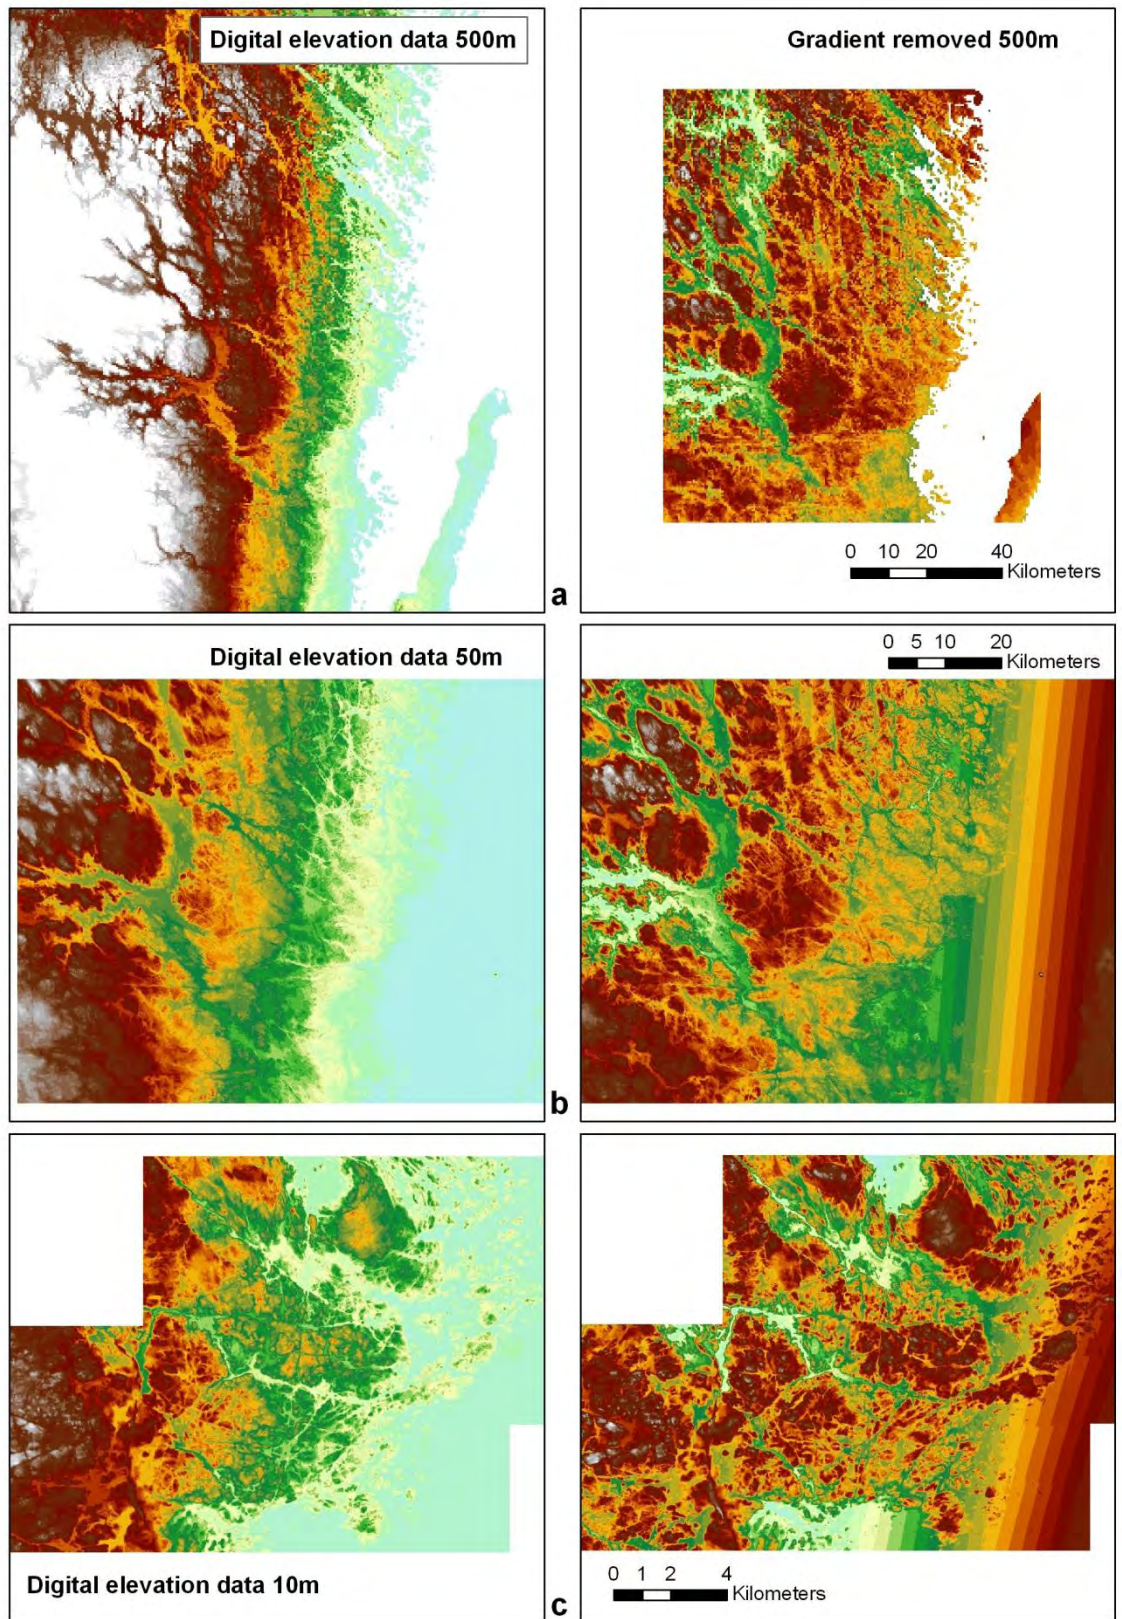 Digital elevation data 500m
Gradient removed 500m
0 10 20 40
Kilometers
a
Digital elevation data 50m
0 5 10 20
Kilometers
b
Digital elevation data 10m
0 1 2 4
Kilometers
c